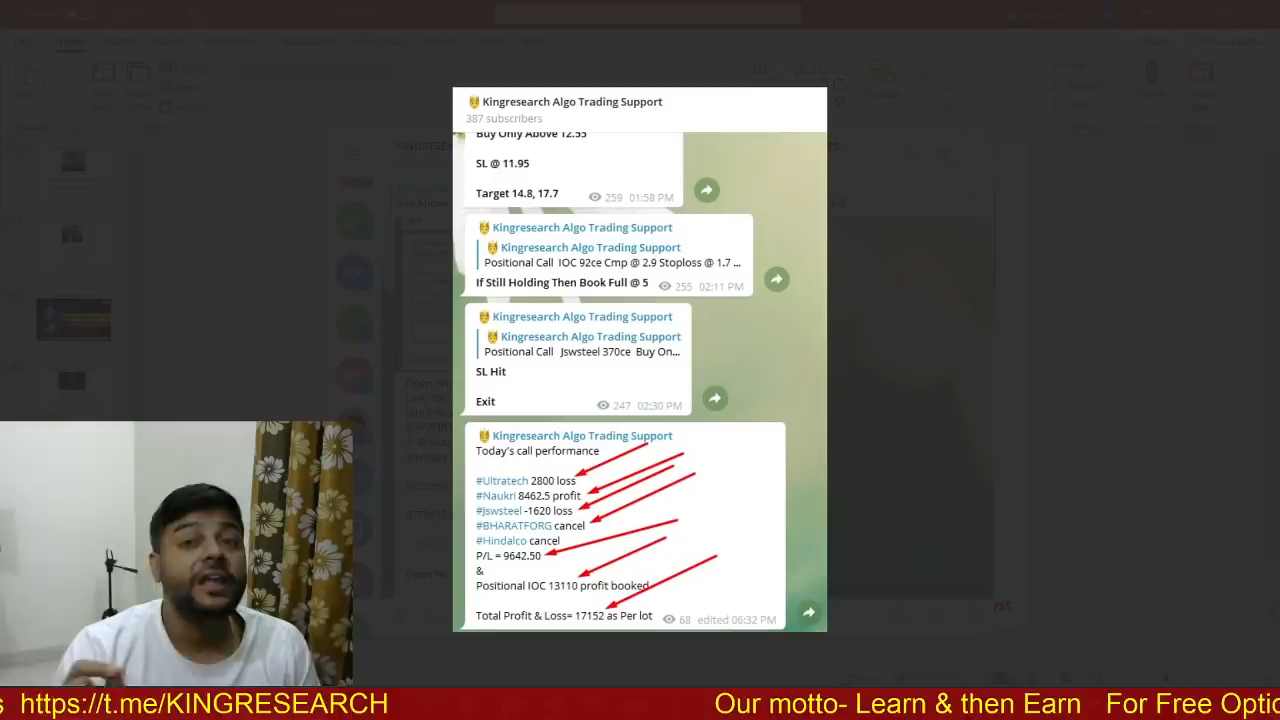 Kingresearch Algo Trading Support
387 subscribers
Buy Only Above 12.55
SL @ 11.95
Target 14.8, 17.7
259 01:58 PM
Kingresearch Algo Trading Support
Kingresearch Algo Trading Support
Positional Call IOC 92ce Cmp @ 2.9 Stoploss @ 1.7 ...
If Still Holding Then Book Full @ 5
255 02:11 PM
Kingresearch Algo Trading Support
Kingresearch Algo Trading Support
Positional Call Jswsteel 370ce Buy On...
SL Hit
Exit
247 02:30 PM
Kingresearch Algo Trading Support
Today's call performance
#Ultratech 2800 loss
#Naukri 8462.5 profit
#Jswsteel -1620 loss
#BHARATFORG cancel
#Hindalco cancel
P/L = 9642.50
&
Positional IOC 13110 profit booked
Total Profit & Loss= 17152 as Per lot
68 edited 06:32 PM
s https://t.me/KINGRESEARCH Our motto- Learn & then Earn For Free Optic